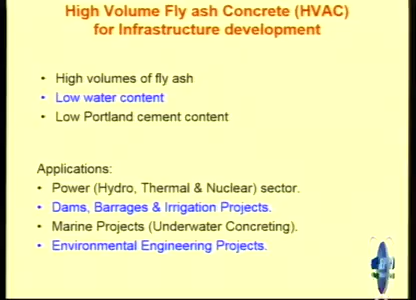 High Volume Fly ash Concrete (HVAC)
for Infrastructure development
• High volumes of fly ash
• Low water content
• Low Portland cement content
Applications:
• Power (Hydro, Thermal & Nuclear) sector.
• Dams, Barrages & Irrigation Projects.
• Marine Projects (Underwater Concreting).
• Environmental Engineering Projects.